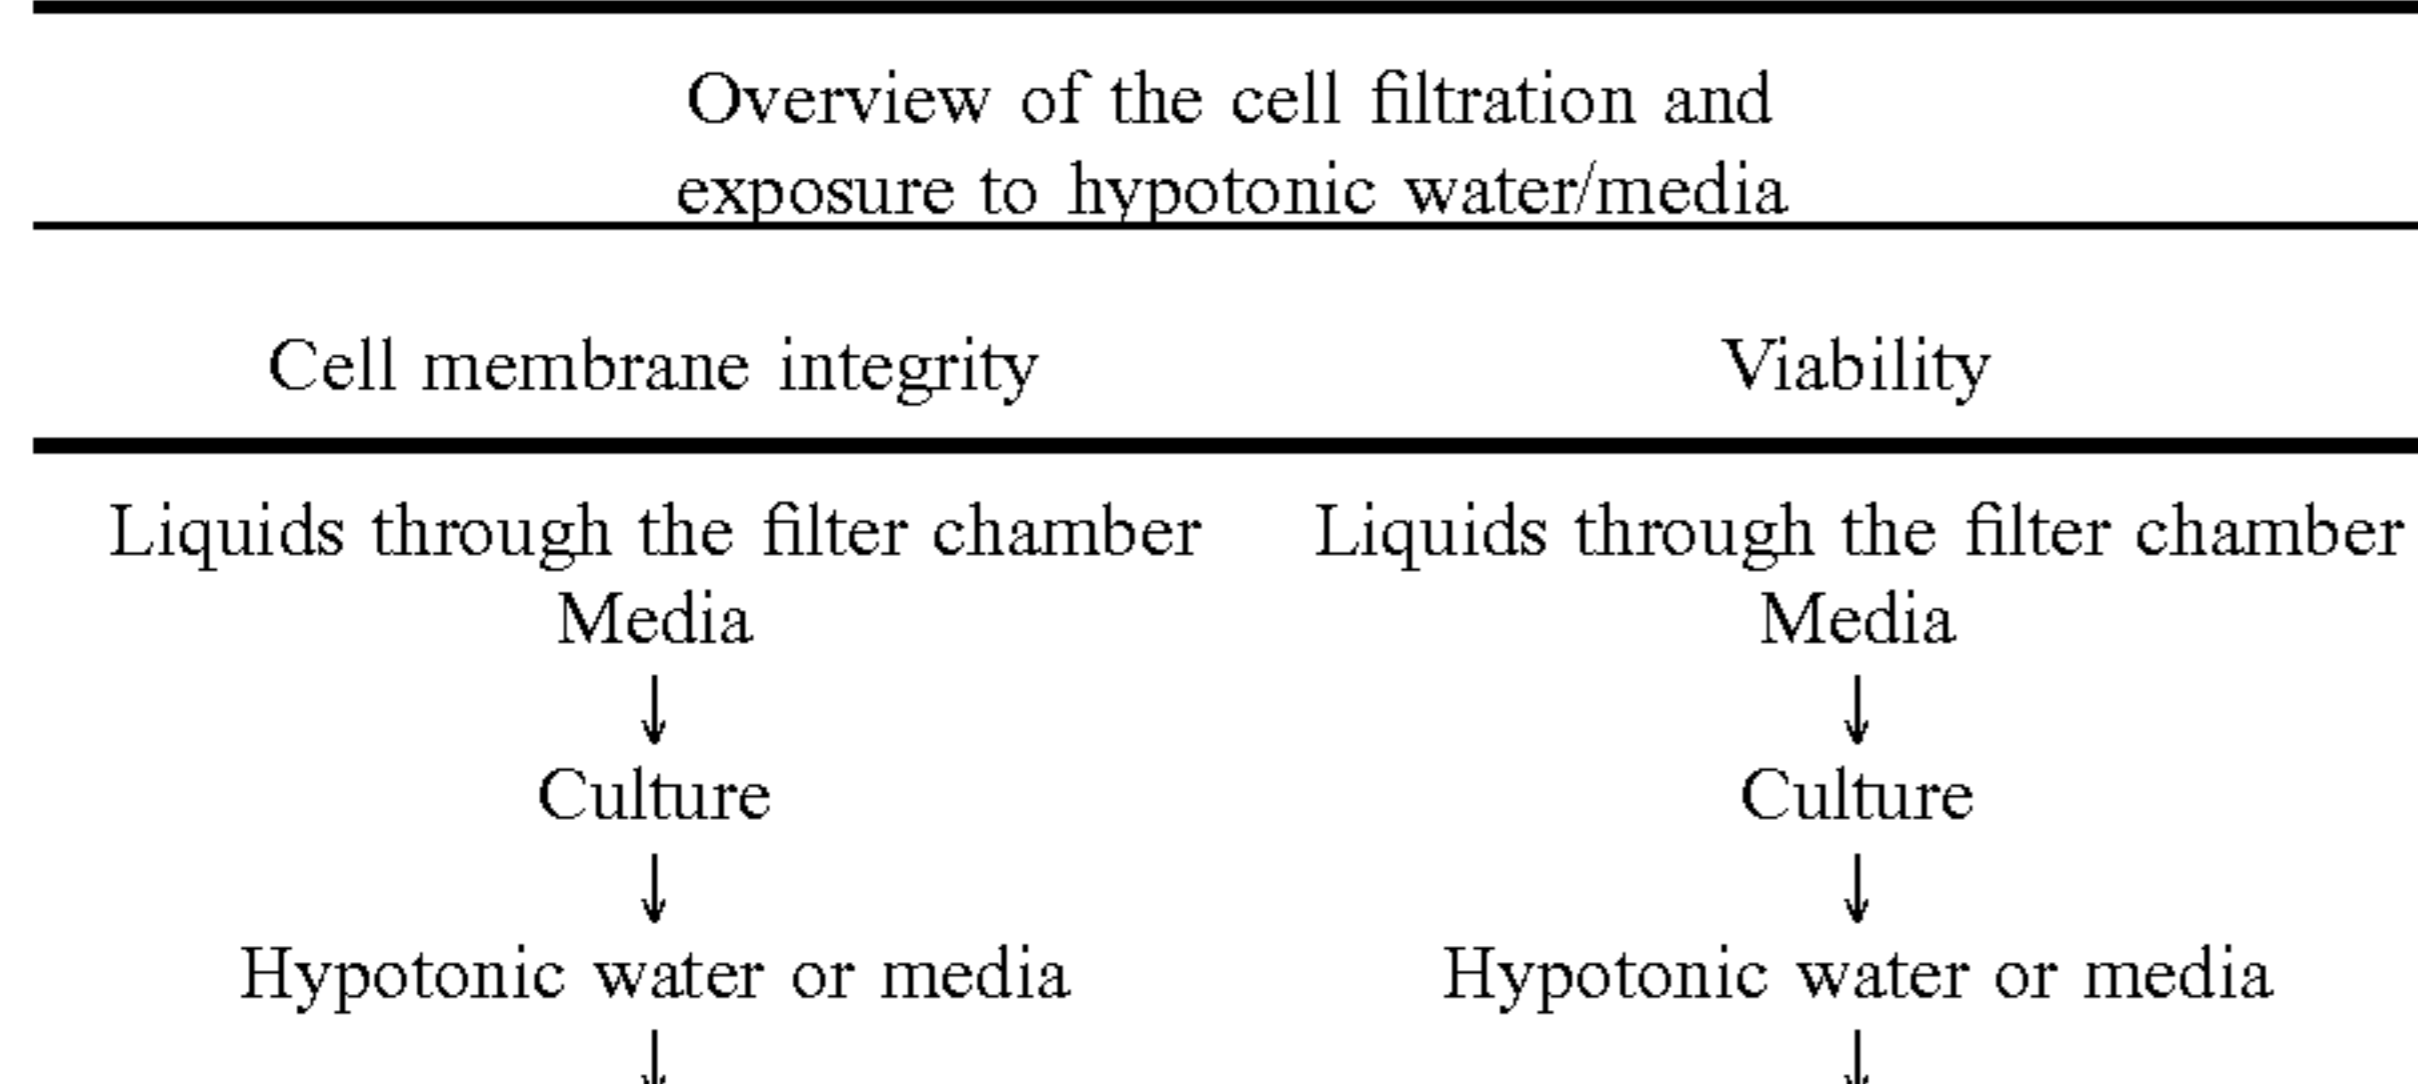 Overview of the cell filtration and
exposure to hypotonic water/media
Cell membrane integrity Viability
Liquids through the filter chamber Liquids through the filter chamber
Media Media
↓ ↓
Culture Culture
↓ ↓
Hypotonic water or media Hypotonic water or media
↓ ↓